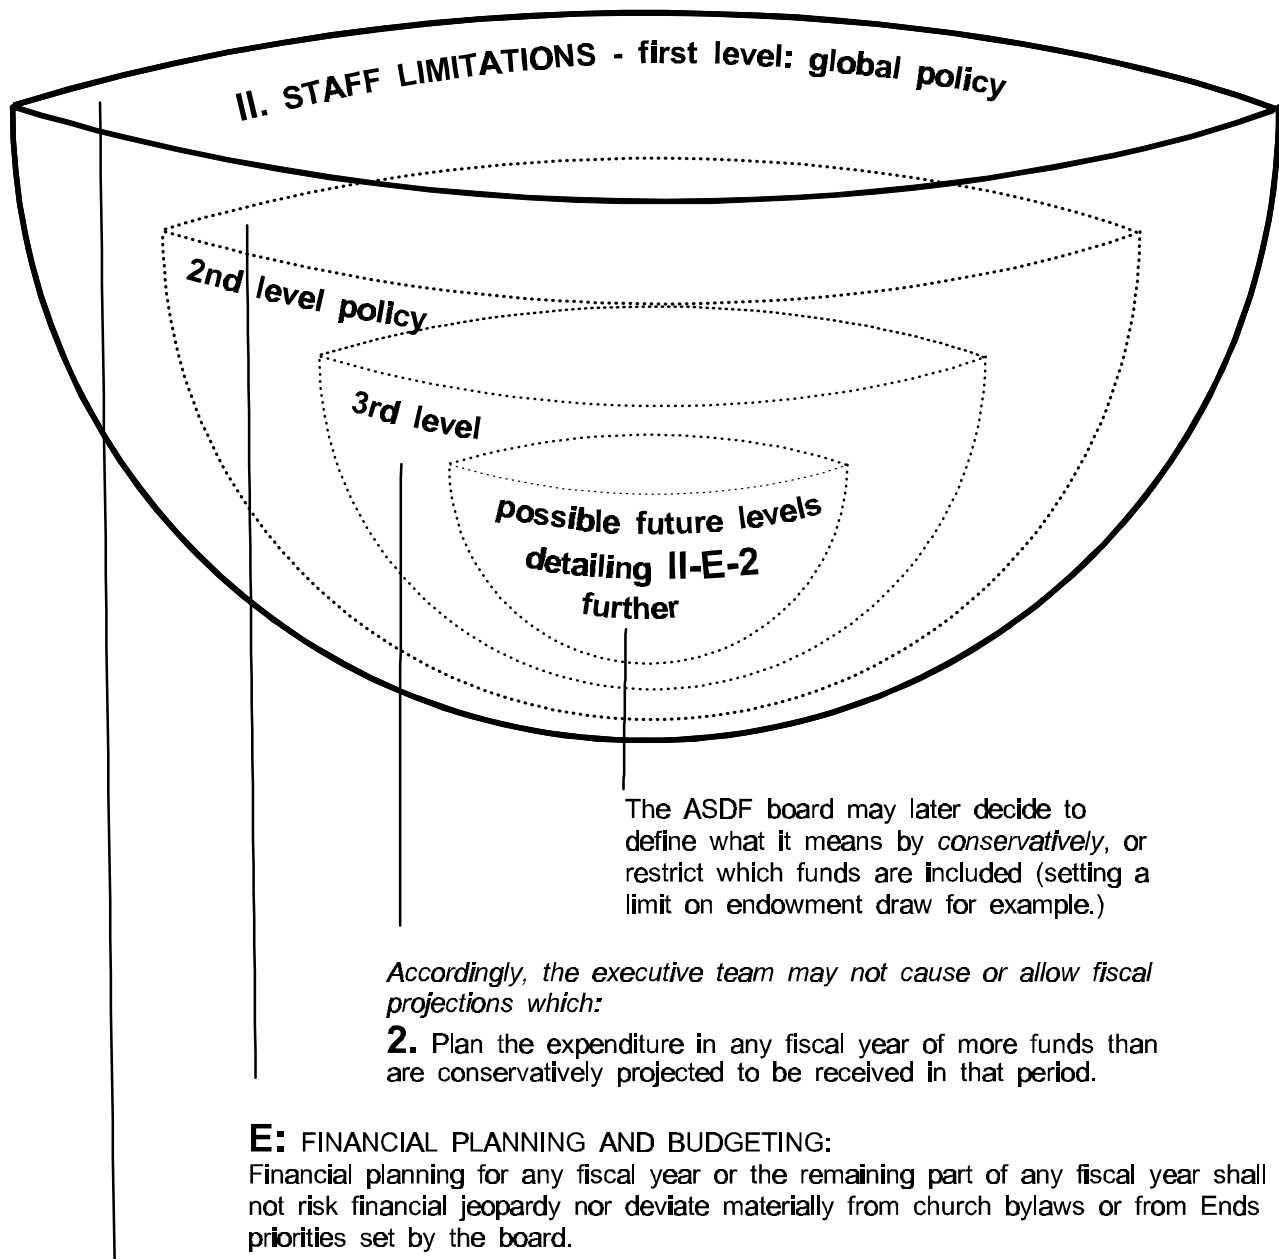 II. STAFF LIMITATIONS - first level: global policy
2nd level policy
3rd level
possible future levels
detailing II-E-2
further
The ASDF board may later decide to
define what it means by conservatively, or
restrict which funds are included (setting a
limit on endowment draw for example.)
Accordingly, the executive team may not cause or allow fiscal
projections which:
2. Plan the expenditure in any fiscal year of more funds than
are conservatively projected to be received in that period.
E: FINANCIAL PLANNING AND BUDGETING:
Financial planning for any fiscal year or the remaining part of any fiscal year shall
not risk financial jeopardy nor deviate materially from church bylaws or from Ends
priorities set by the board.